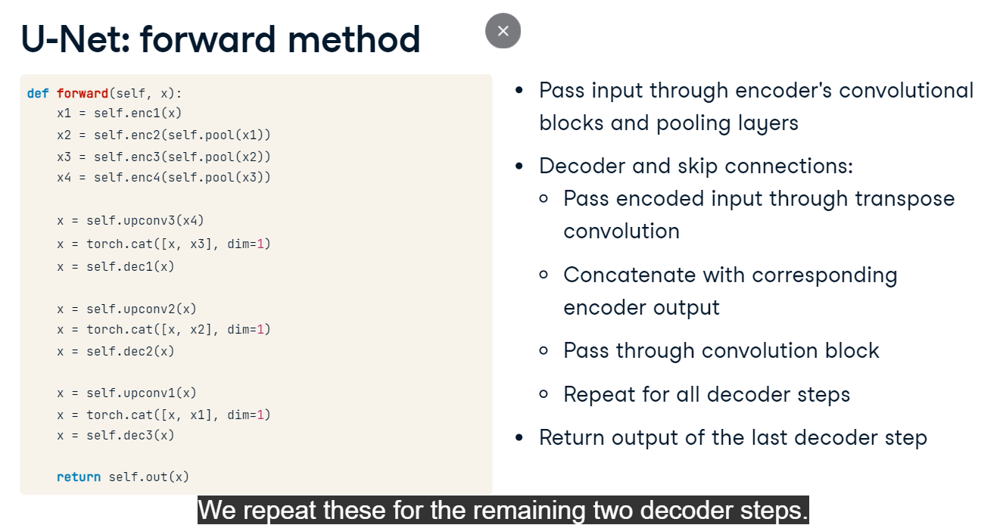 U-Net: forward method
def forward(self, x):
    x1 = self.enc1(x)
    x2 = self.enc2(self.pool(x1))
    x3 = self.enc3(self.pool(x2))
    x4 = self.enc4(self.pool(x3))

    x = self.upconv3(x4)
    x = torch.cat([x, x3], dim=1)
    x = self.dec1(x)

    x = self.upconv2(x)
    x = torch.cat([x, x2], dim=1)
    x = self.dec2(x)

    x = self.upconv1(x)
    x = torch.cat([x, x1], dim=1)
    x = self.dec3(x)

    return self.out(x)
• Pass input through encoder's convolutional
blocks and pooling layers
• Decoder and skip connections:
○ Pass encoded input through transpose
convolution
○ Concatenate with corresponding
encoder output
○ Pass through convolution block
○ Repeat for all decoder steps
• Return output of the last decoder step
We repeat these for the remaining two decoder steps.